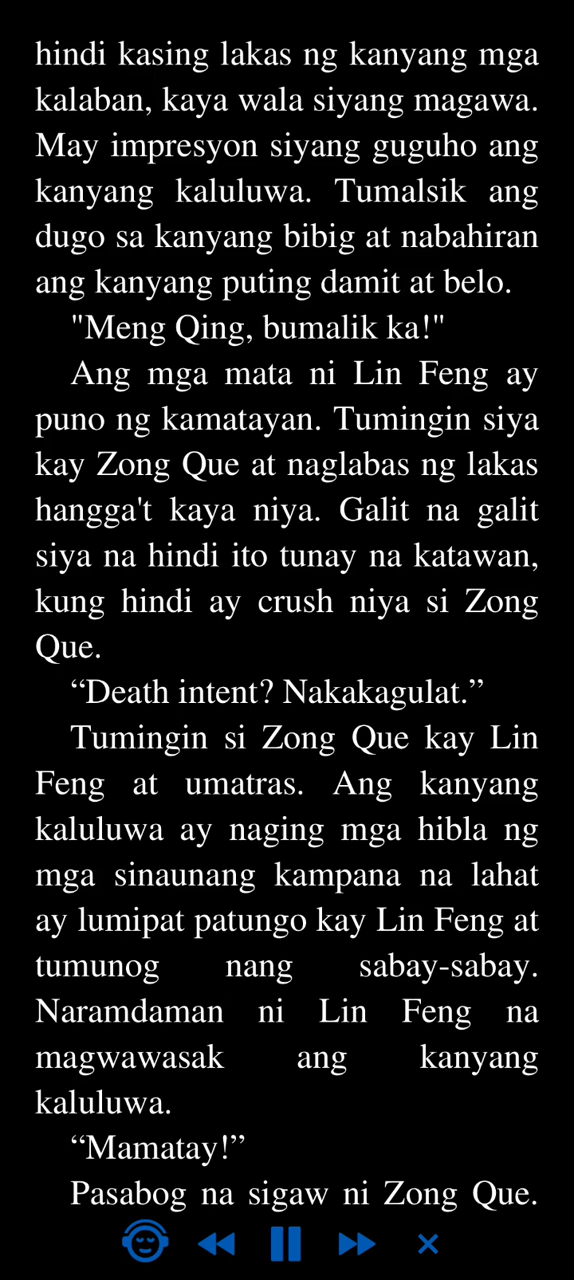 hindi kasing lakas ng kanyang mga
kalaban, kaya wala siyang magawa.
May impresyon siyang guguho ang
kanyang kaluluwa. Tumalsik ang
dugo sa kanyang bibig at nabahiran
ang kanyang puting damit at belo.
"Meng Qing, bumalik ka!"
Ang mga mata ni Lin Feng ay
puno ng kamatayan. Tumingin siya
kay Zong Que at naglabas ng lakas
hangga't kaya niya. Galit na galit
siya na hindi ito tunay na katawan,
kung hindi ay crush niya si Zong
Que.
“Death intent? Nakakagulat.”
Tumingin si Zong Que kay Lin
Feng at umatras. Ang kanyang
kaluluwa ay naging mga hibla ng
mga sinaunang kampana na lahat
ay lumipat patungo kay Lin Feng at
tumunog nang sabay-sabay.
Naramdaman ni Lin Feng na
magwawasak ang kanyang
kaluluwa.
“Mamatay!”
Pasabog na sigaw ni Zong Que.